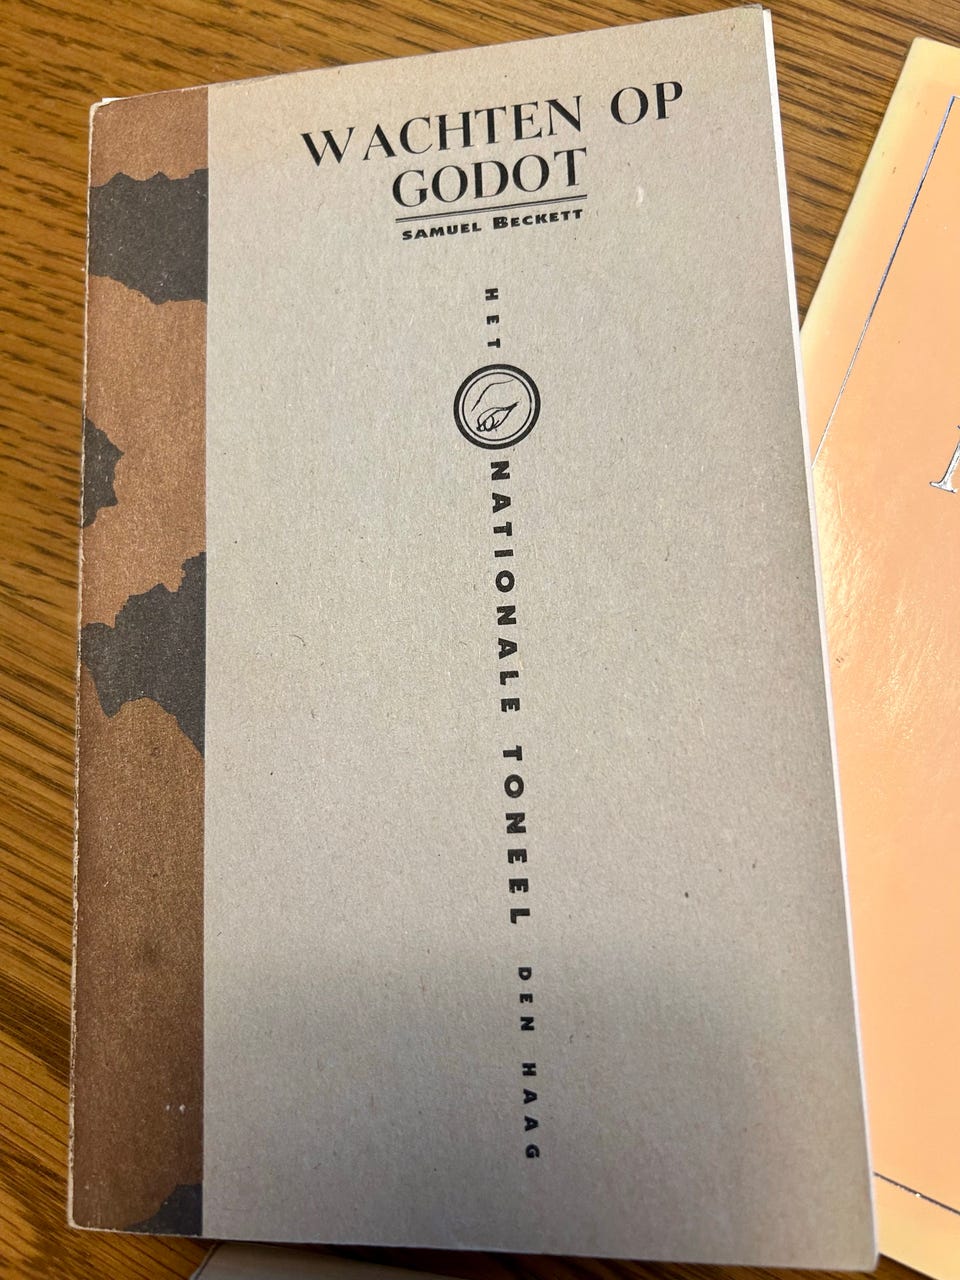 WACHTEN OP
GODOT
SAMUEL BECKETT
HET NATIONALE TONEEL DEN HAAG